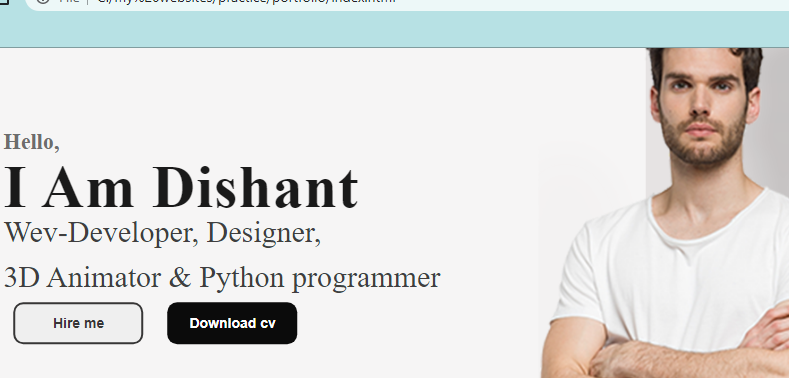 File | C:/my%20websites/practice/portfolio/index.html
Hello,
I Am Dishant
Wev-Developer, Designer,
3D Animator & Python programmer
Hire me
Download cv